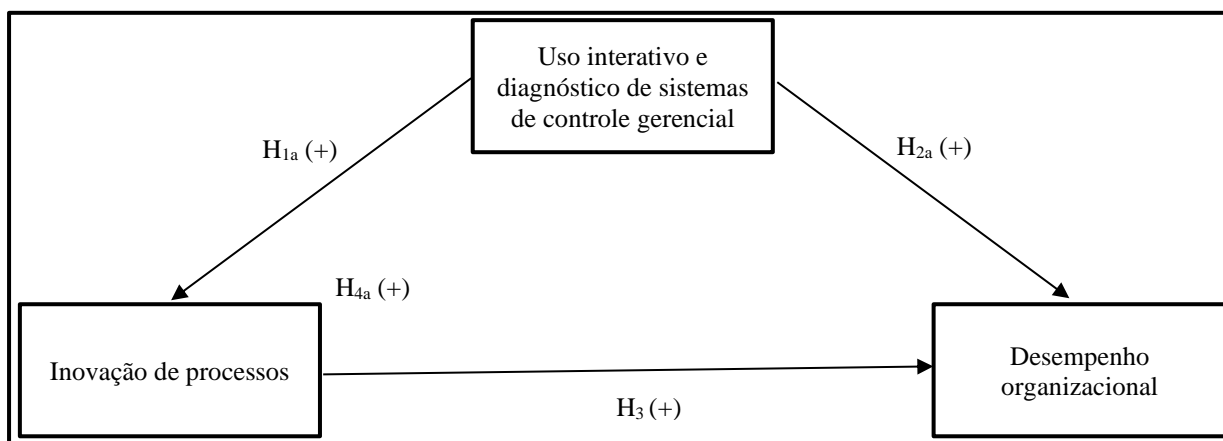 Uso interativo e
diagnóstico de sistemas
de controle gerencial
H1a (+)
H2a (+)
H4a (+)
Inovação de processos
Desempenho
organizacional
H3 (+)